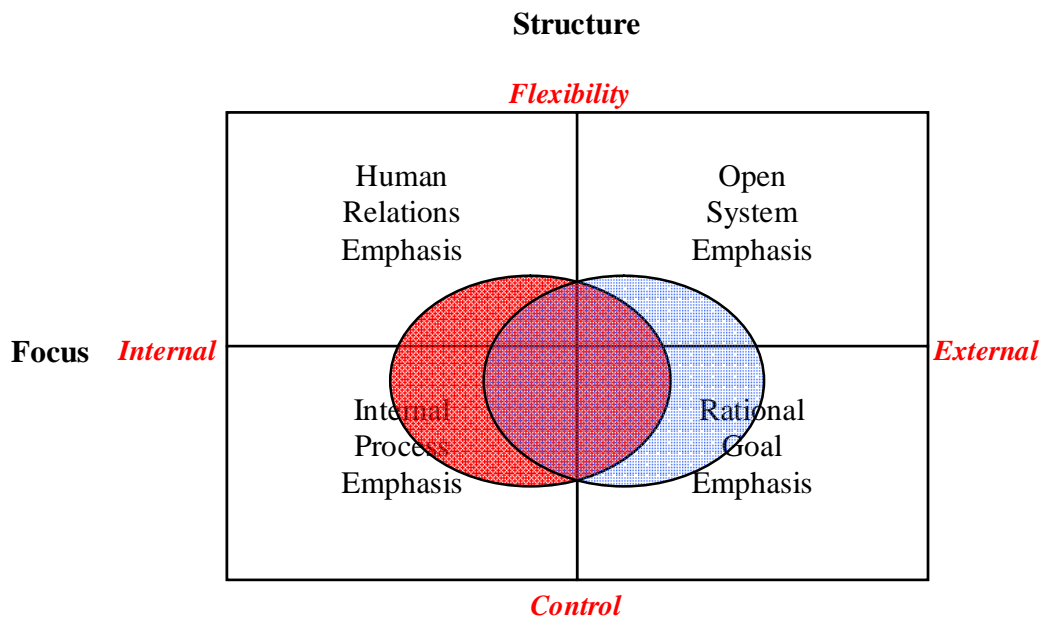 Structure
Flexibility
Human
Relations
Emphasis
Open
System
Emphasis
Focus
Internal
External
Internal
Process
Emphasis
Rational
Goal
Emphasis
Control